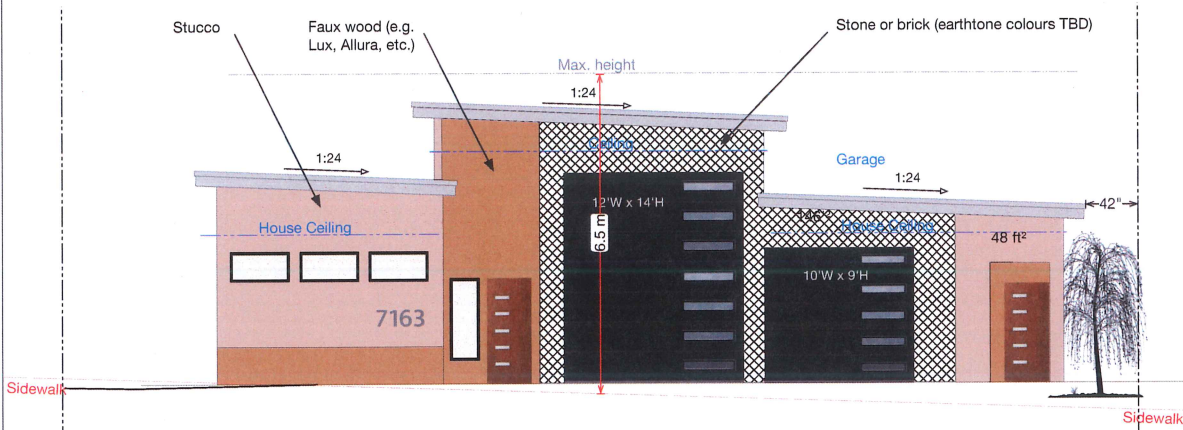 Stucco
Faux wood (e.g.
Lux, Allura, etc.)
Stone or brick (earthtone colours TBD)
Max. height
1:24
Ceiling
Garage
1:24
1:24
42"
12'W x 14'H
146 ²
House Ceiling
House Ceiling
48 ft²
6.5 m
10'W x 9'H
7163
Sidewalk
Sidewalk